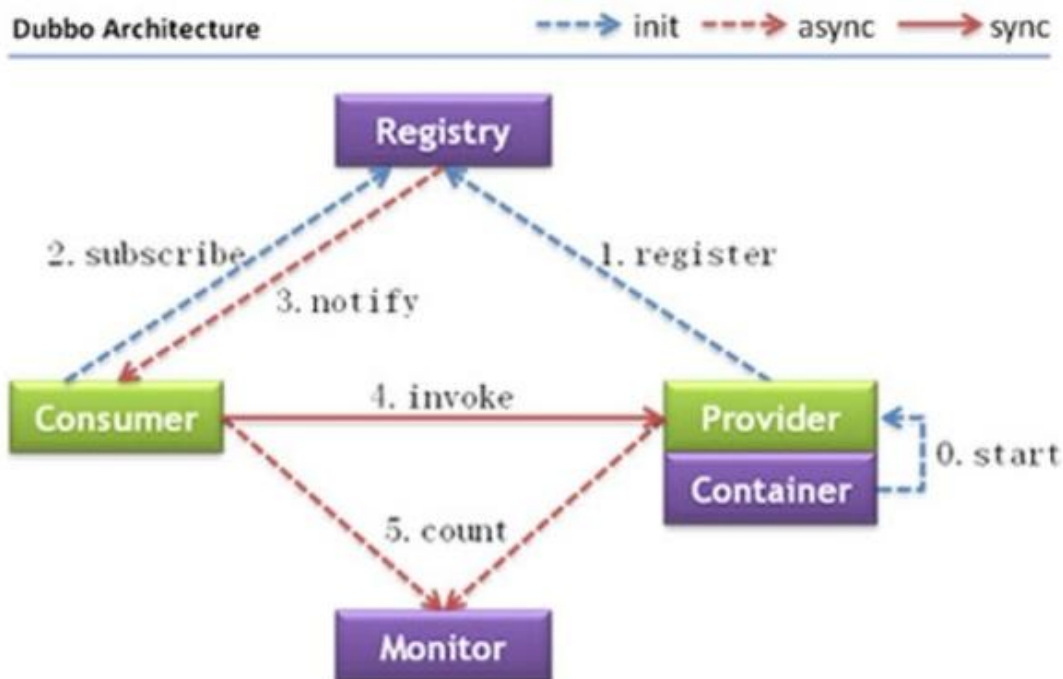 Dubbo Architecture
init async sync
Registry
2. subscribe
1. register
3. notify
4. invoke
Consumer
Provider
0. start
Container
5. count
Monitor